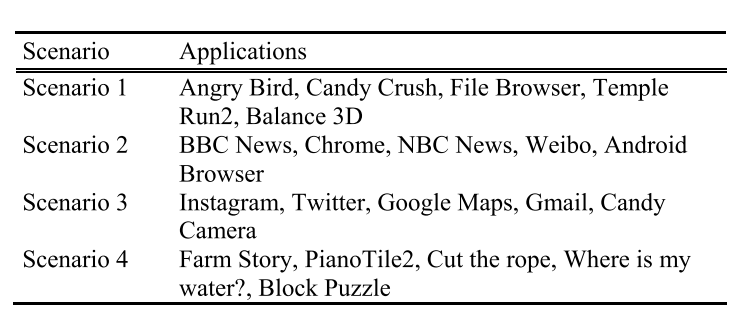 Scenario Applications
Scenario 1 Angry Bird, Candy Crush, File Browser, Temple
Run2, Balance 3D
Scenario 2 BBC News, Chrome, NBC News, Weibo, Android
Browser
Scenario 3 Instagram, Twitter, Google Maps, Gmail, Candy
Camera
Scenario 4 Farm Story, PianoTile2, Cut the rope, Where is my
water?, Block Puzzle